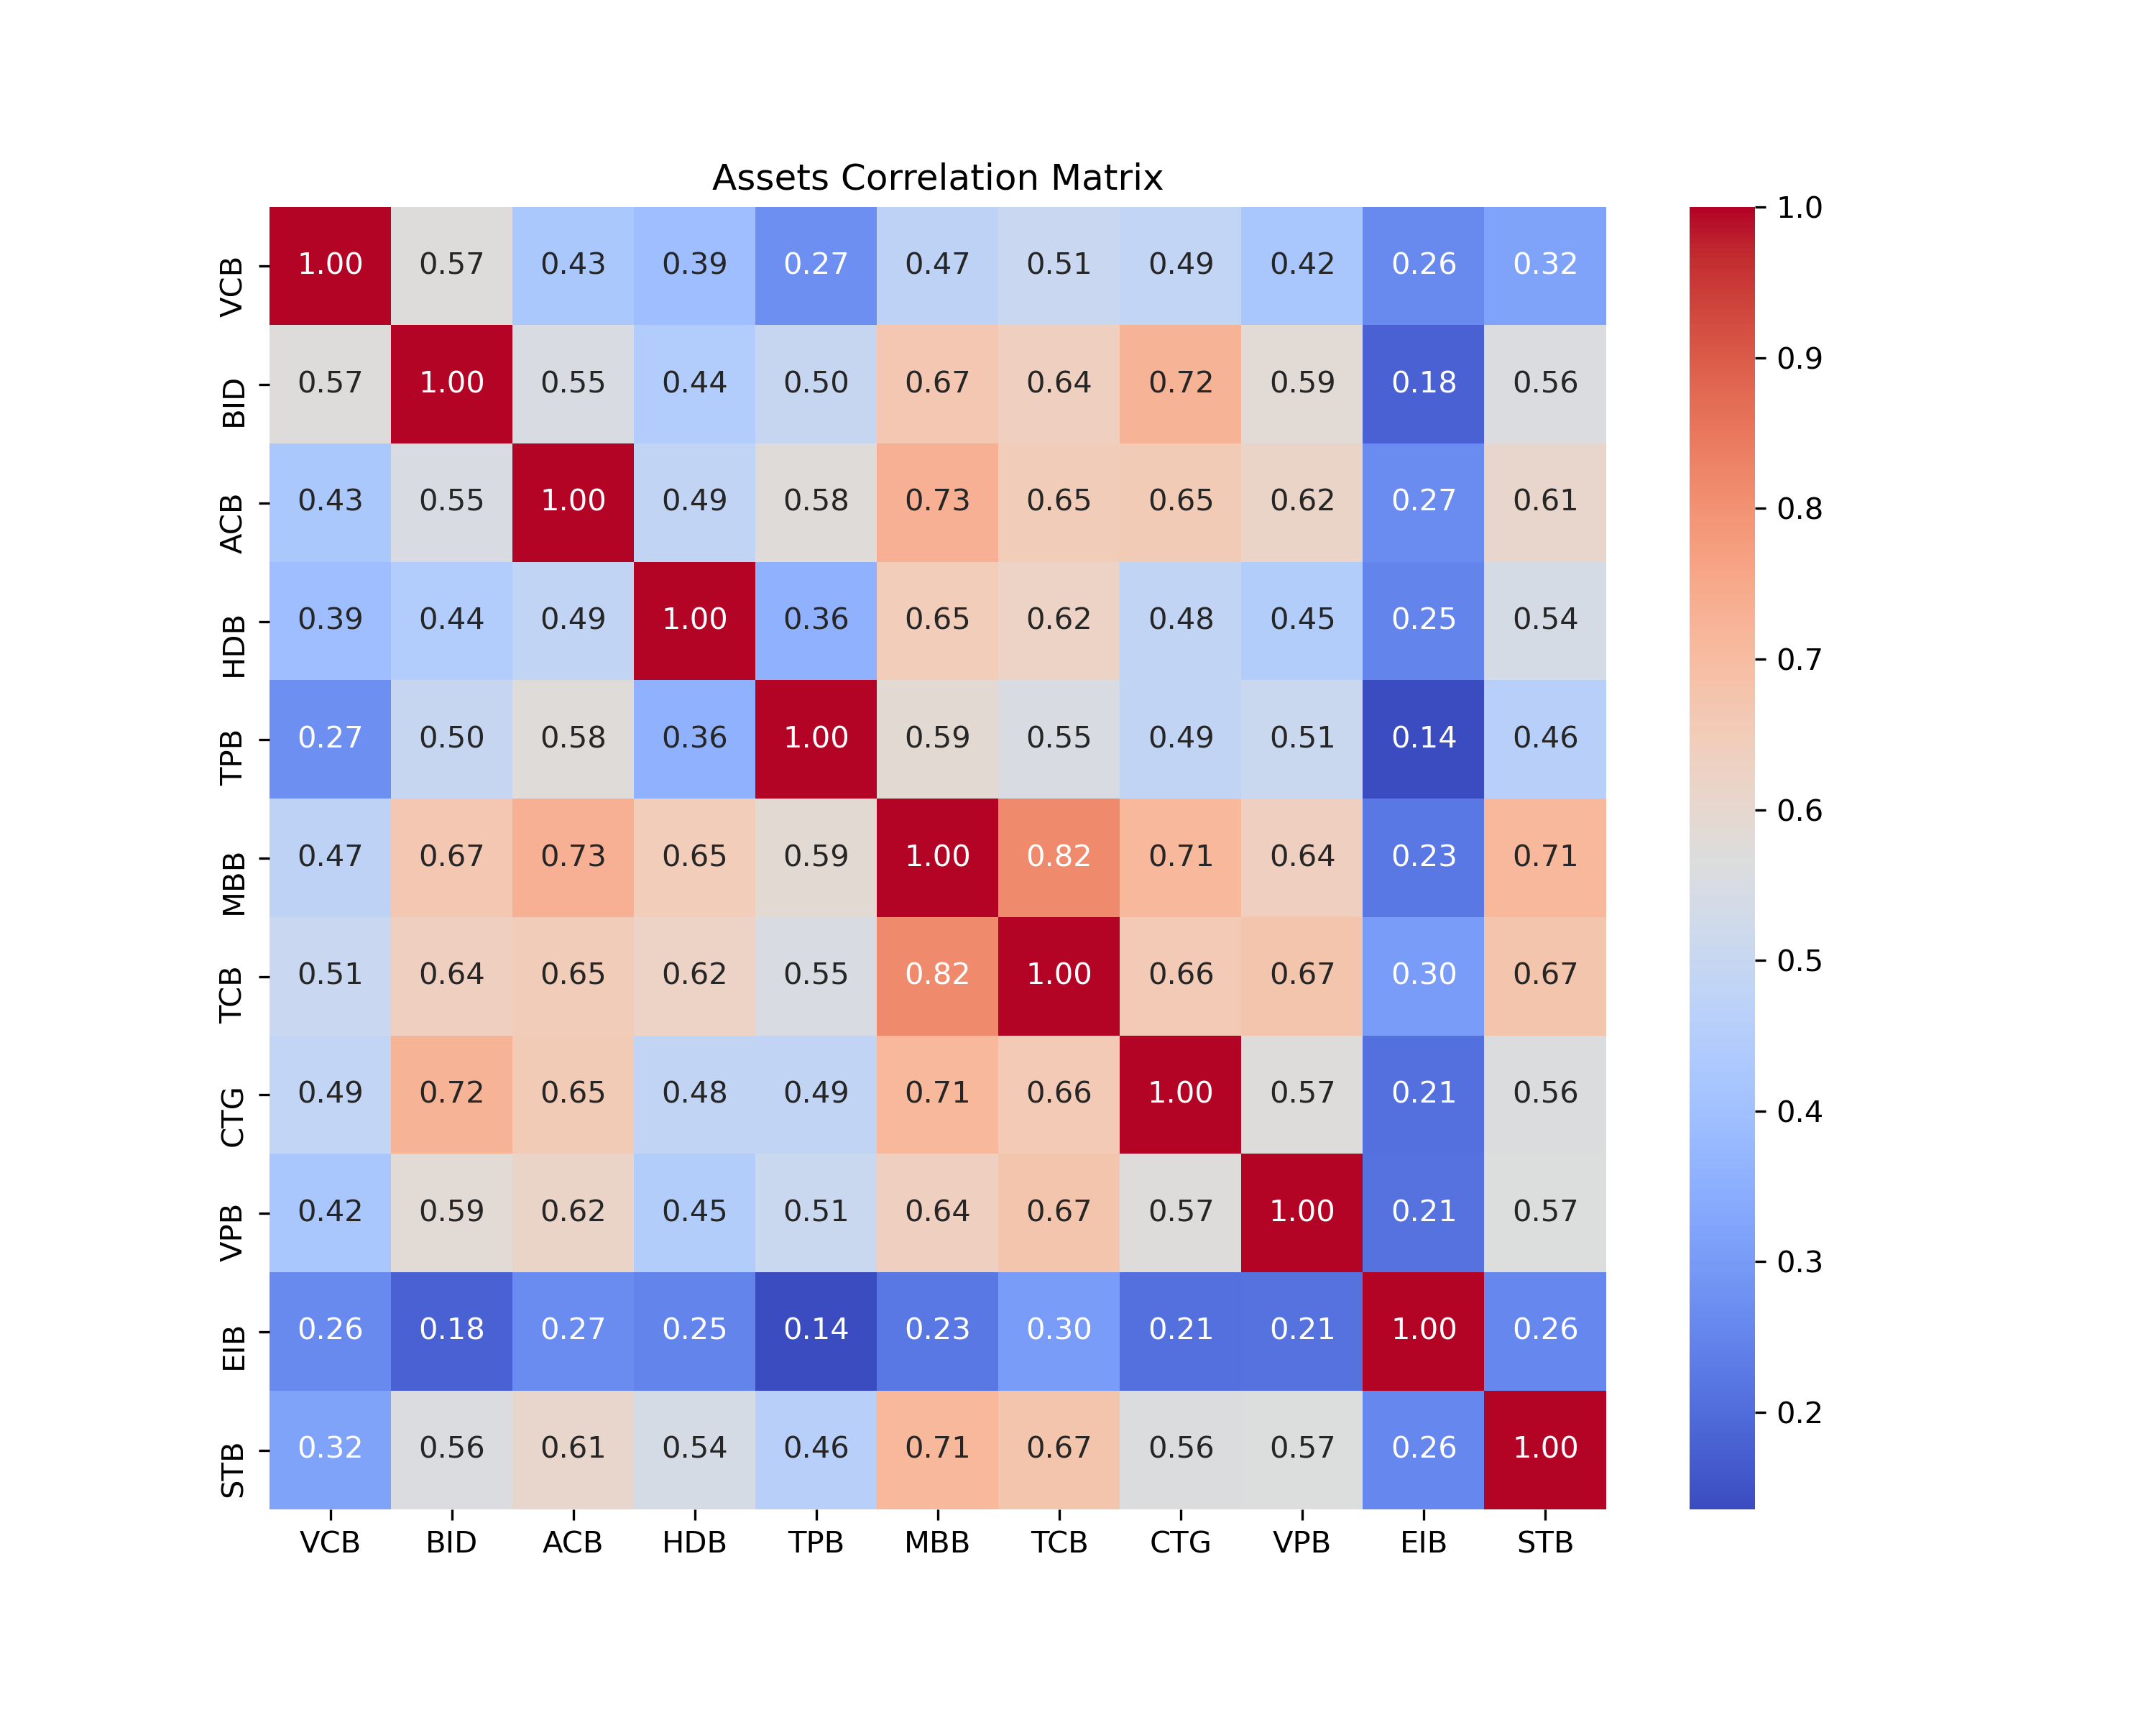 Assets Correlation Matrix
VCB 1.00 0.57 0.43 0.39 0.27 0.47 0.51 0.49 0.42 0.26 0.32
BID 0.57 1.00 0.55 0.44 0.50 0.67 0.64 0.72 0.59 0.18 0.56
ACB 0.43 0.55 1.00 0.49 0.58 0.73 0.65 0.65 0.62 0.27 0.61
HDB 0.39 0.44 0.49 1.00 0.36 0.65 0.62 0.48 0.45 0.25 0.54
TPB 0.27 0.50 0.58 0.36 1.00 0.59 0.55 0.49 0.51 0.14 0.46
MBB 0.47 0.67 0.73 0.65 0.59 1.00 0.82 0.71 0.64 0.23 0.71
TCB 0.51 0.64 0.65 0.62 0.55 0.82 1.00 0.66 0.67 0.30 0.67
CTG 0.49 0.72 0.65 0.48 0.49 0.71 0.66 1.00 0.57 0.21 0.56
VPB 0.42 0.59 0.62 0.45 0.51 0.64 0.67 0.57 1.00 0.21 0.57
EIB 0.26 0.18 0.27 0.25 0.14 0.23 0.30 0.21 0.21 1.00 0.26
STB 0.32 0.56 0.61 0.54 0.46 0.71 0.67 0.56 0.57 0.26 1.00
VCB BID ACB HDB TPB MBB TCB CTG VPB EIB STB
1.0
0.9
0.8
0.7
0.6
0.5
0.4
0.3
0.2